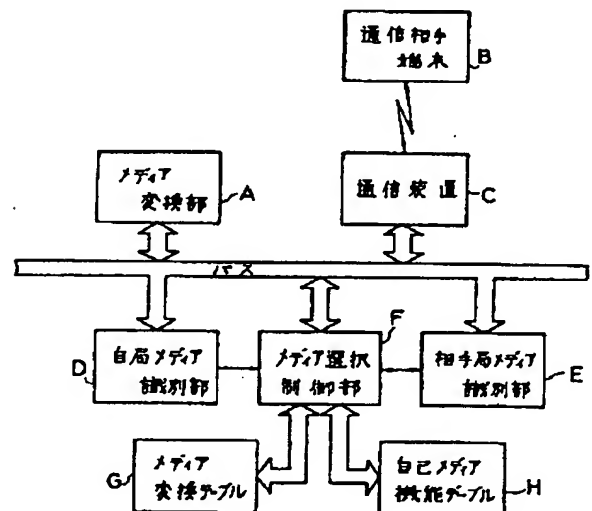 通信相手
端末
B
メディア
変換部
A
通信装置
C
バス
F
自局メディア
識別部
D
メディア選択
制御部
相手局メディア
識別部
E
メディア
変換テーブル
G
自己メディア
機能テーブル
H